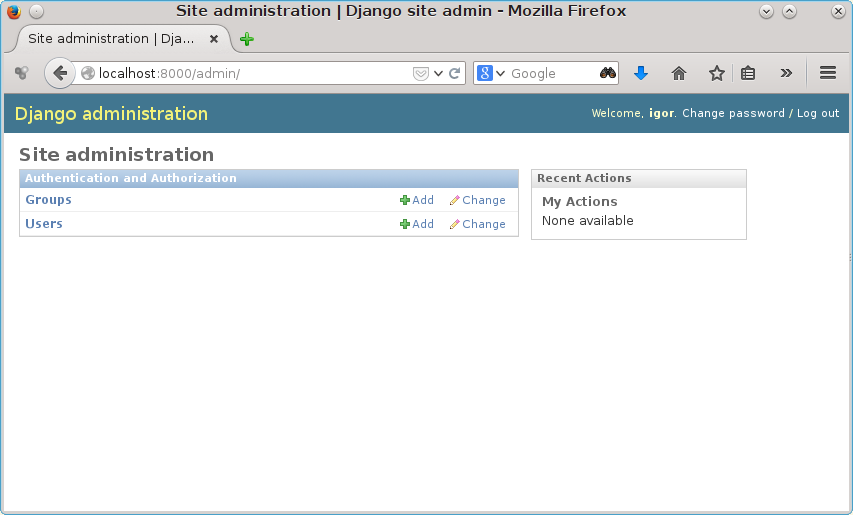 Site administration | Django site admin - Mozilla Firefox
Site administration | Dja...
localhost:8000/admin/
8 Google
Django administration
Welcome, igor. Change password / Log out
Site administration
Authentication and Authorization
Groups Add Change
Users Add Change
Recent Actions
My Actions
None available